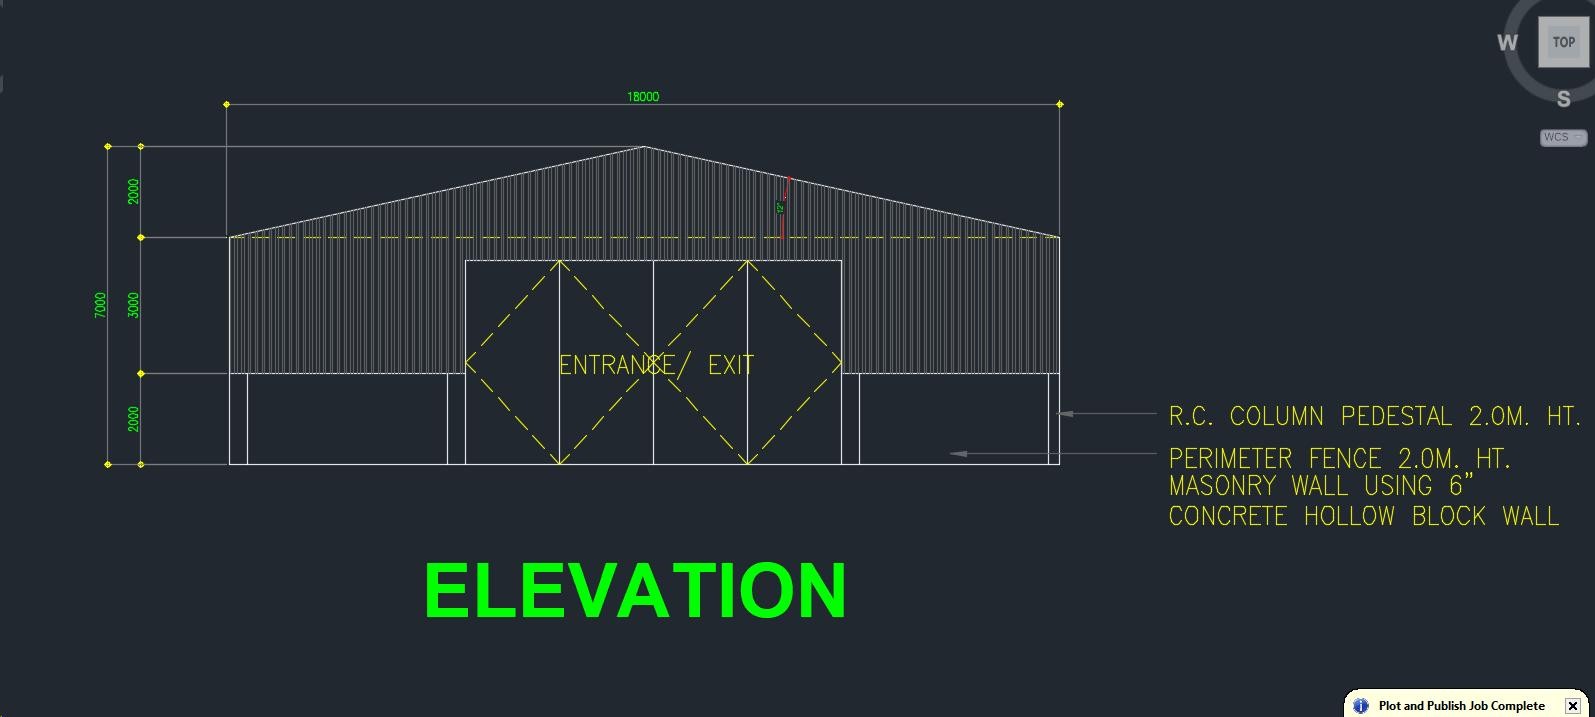 W
TOP
S
WCS
18000
2000
12°
7000
3000
ENTRANCE/ EXIT
2000
R.C. COLUMN PEDESTAL 2.0M. HT.
PERIMETER FENCE 2.0M. HT.
MASONRY WALL USING 6"
CONCRETE HOLLOW BLOCK WALL
ELEVATION
Plot and Publish Job Complete